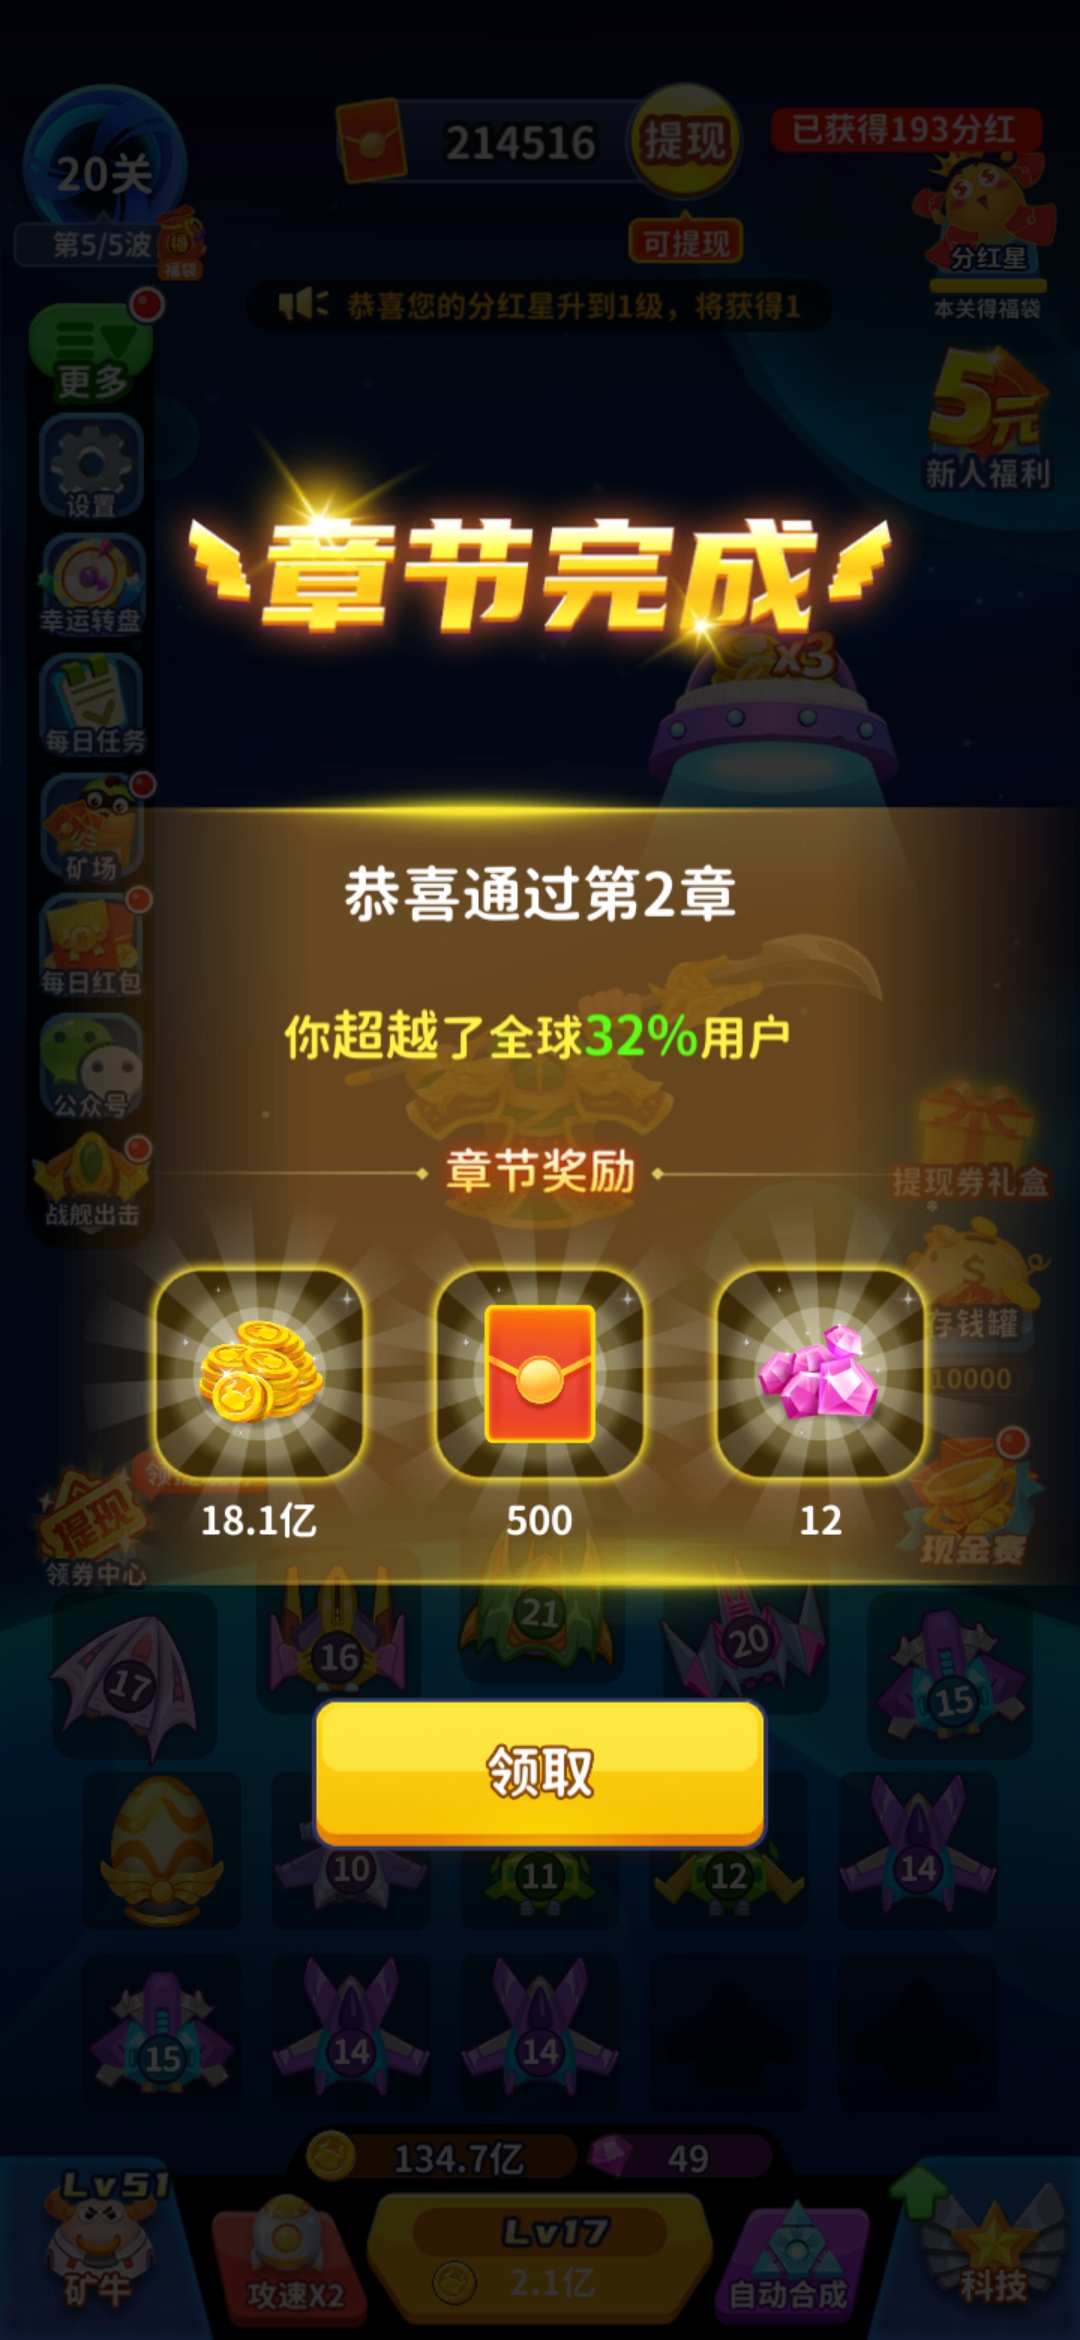 20关
第5/5波
福袋
214516
提现
可提现
已获得193分红
分红星
本关得福袋
恭喜您的分红星升到1级，将获得1
更多
5元
新人福利
设置
章节完成
幸运转盘
x3
每日任务
矿场
恭喜通过第2章
每日红包
你超越了全球32%用户
公众号
章节奖励
提现券礼盒
战舰出击
存钱罐
10000
18.1亿
500
12
提现
领券中心
现金赛
17
16
21
20
15
领取
10
11
12
14
15
14
14
134.7亿
49
Lv51
矿牛
攻速X2
Lv17
2.1亿
自动合成
科技